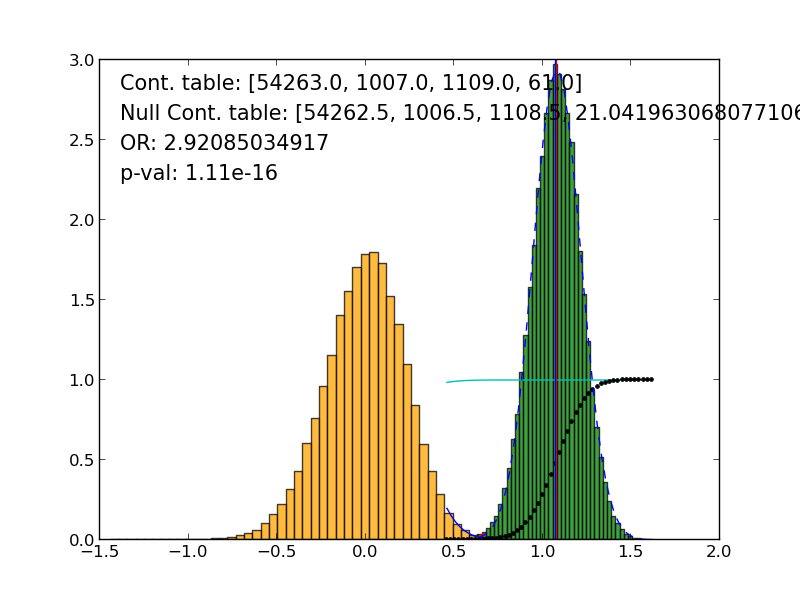 Cont. table: [54263.0, 1007.0, 1109.0, 61.0]
Null Cont. table: [54262.5, 1006.5, 1108.5, 21.041963068077106
OR: 2.92085034917
p-val: 1.11e-16
3.0
2.5
2.0
1.5
1.0
0.5
0.0
−1.5 −1.0 −0.5 0.0 0.5 1.0 1.5 2.0